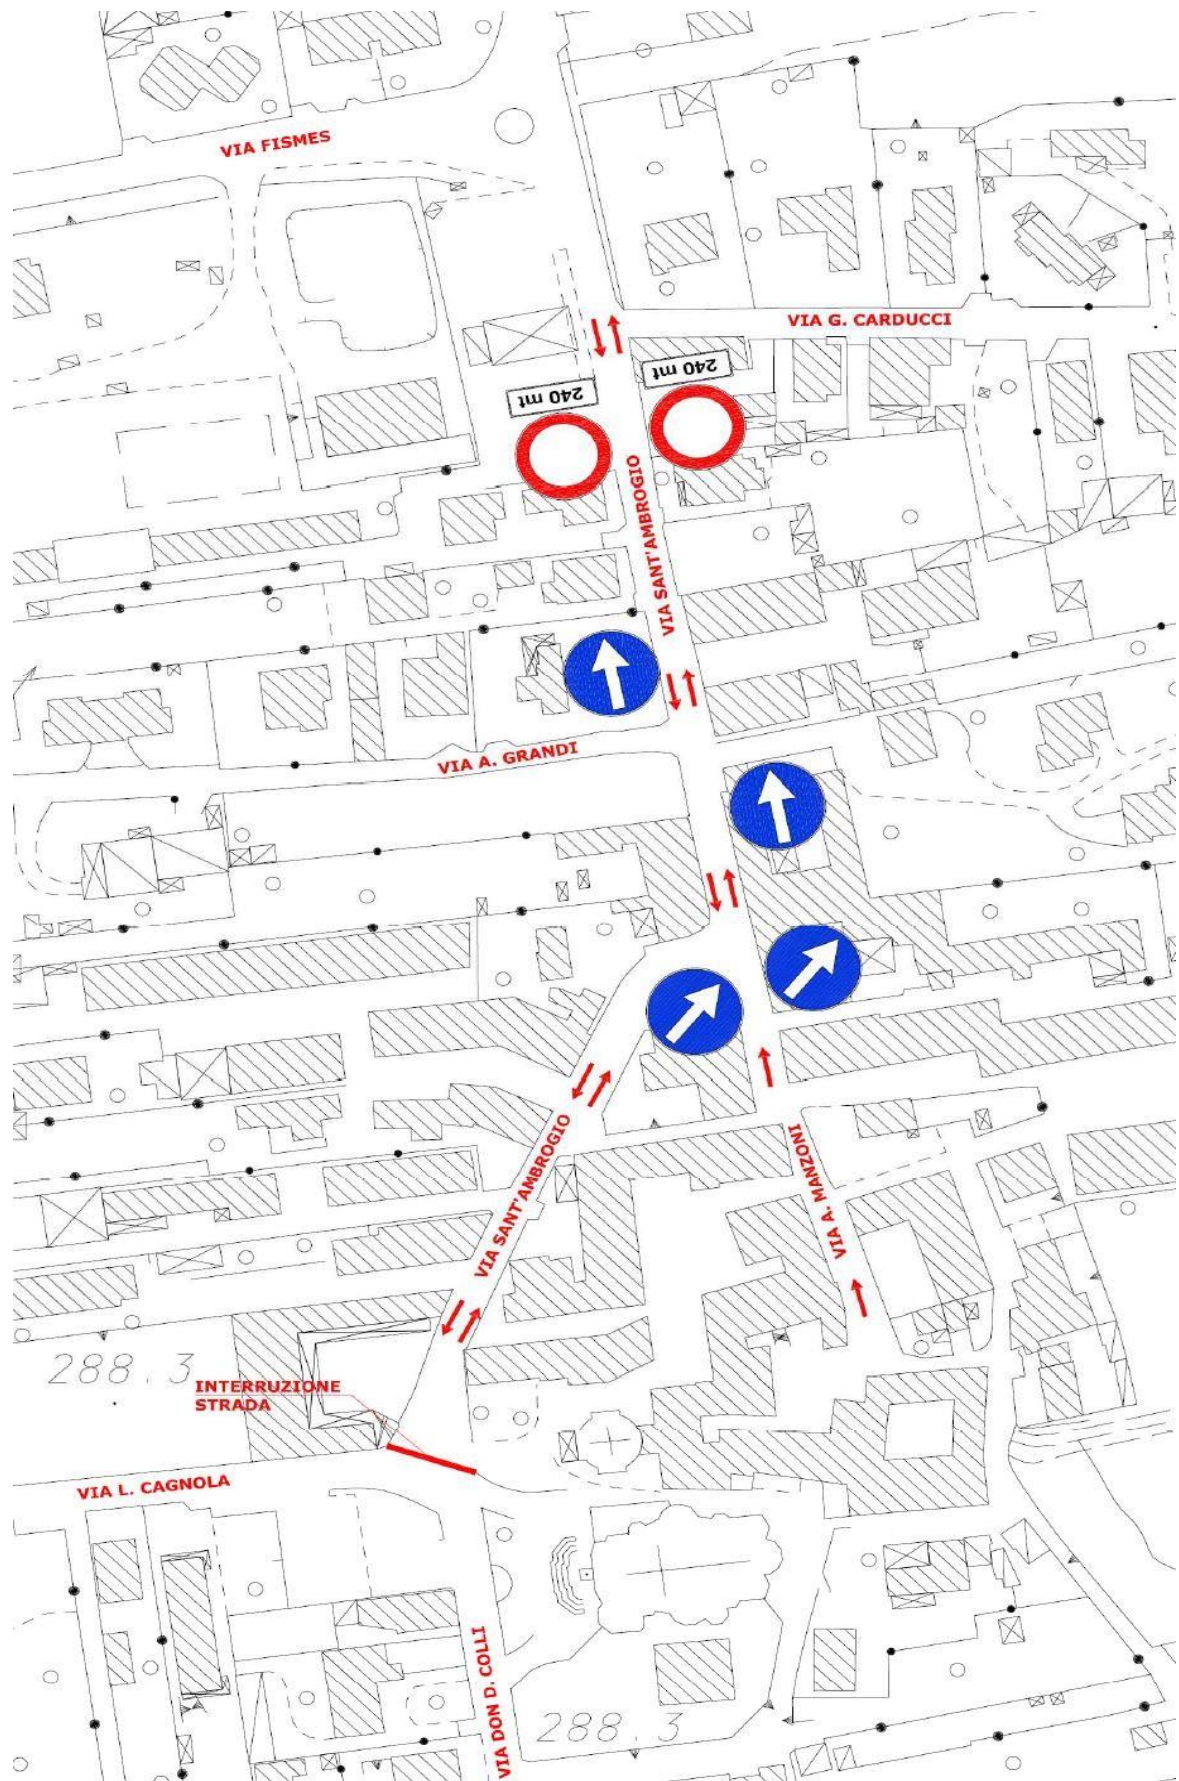 VIA FISMES
VIA G. CARDUCCI
240 mt
240 mt
VIA SANT'AMBROGIO
VIA A. GRANDI
VIA SANT'AMBROGIO
VIA A. MANZONI
288.3
INTERRUZIONE
STRADA
VIA L. CAGNOLA
VIA DON D. COLLI
288.3